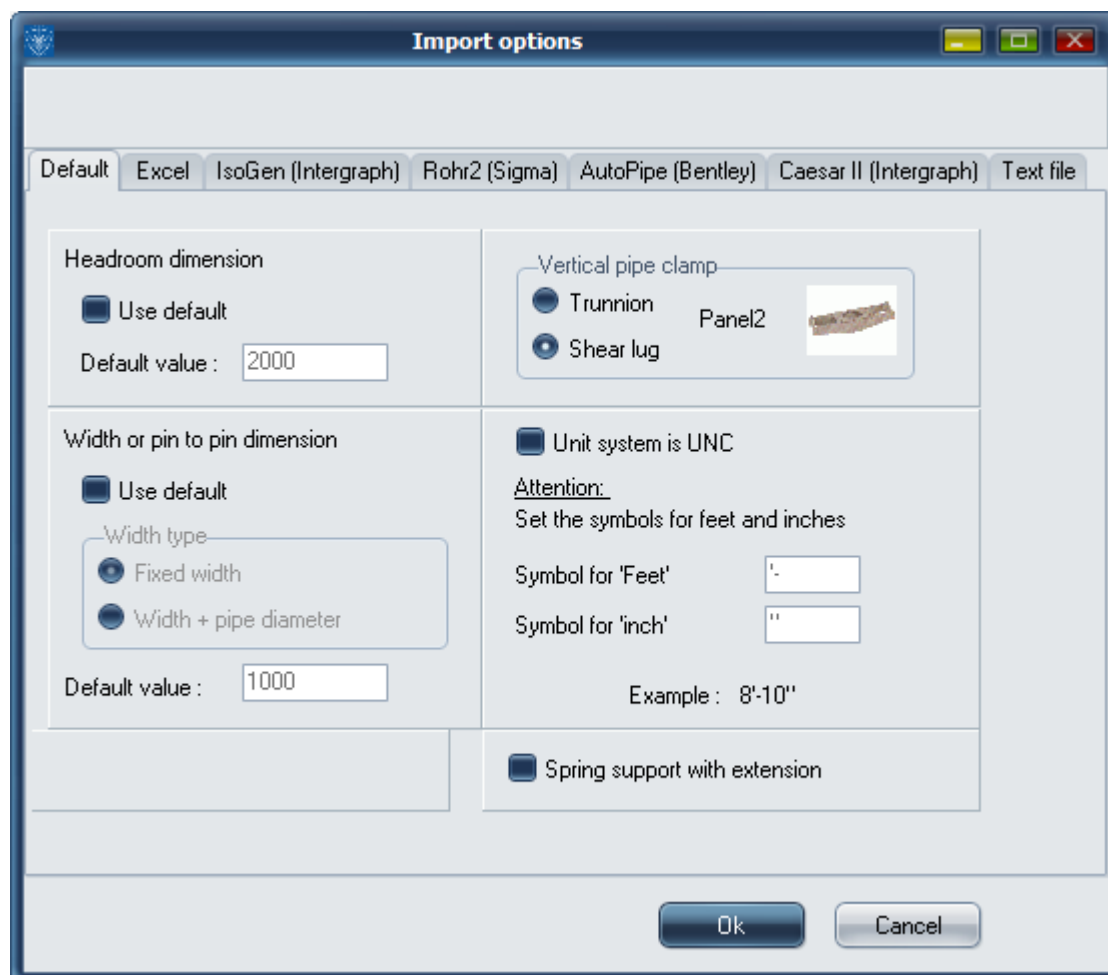 Import options
Default Excel IsoGen (Intergraph) Rohr2 (Sigma) AutoPipe (Bentley) Caesar II (Intergraph) Text file
Headroom dimension
Use default
Default value : 2000
Vertical pipe clamp
Trunnion
Shear lug
Panel2
Width or pin to pin dimension
Use default
Width type
Fixed width
Width + pipe diameter
Default value : 1000
Unit system is UNC
Attention:
Set the symbols for feet and inches
Symbol for 'Feet' '-
Symbol for 'inch' "
Example : 8'-10"
Spring support with extension
Ok Cancel